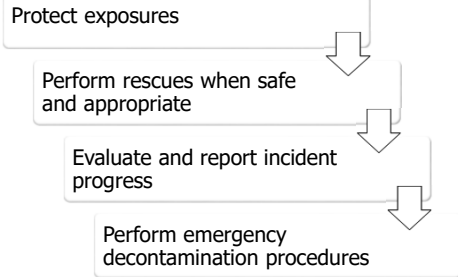 Protect exposures
Perform rescues when safe
and appropriate
Evaluate and report incident
progress
Perform emergency
decontamination procedures